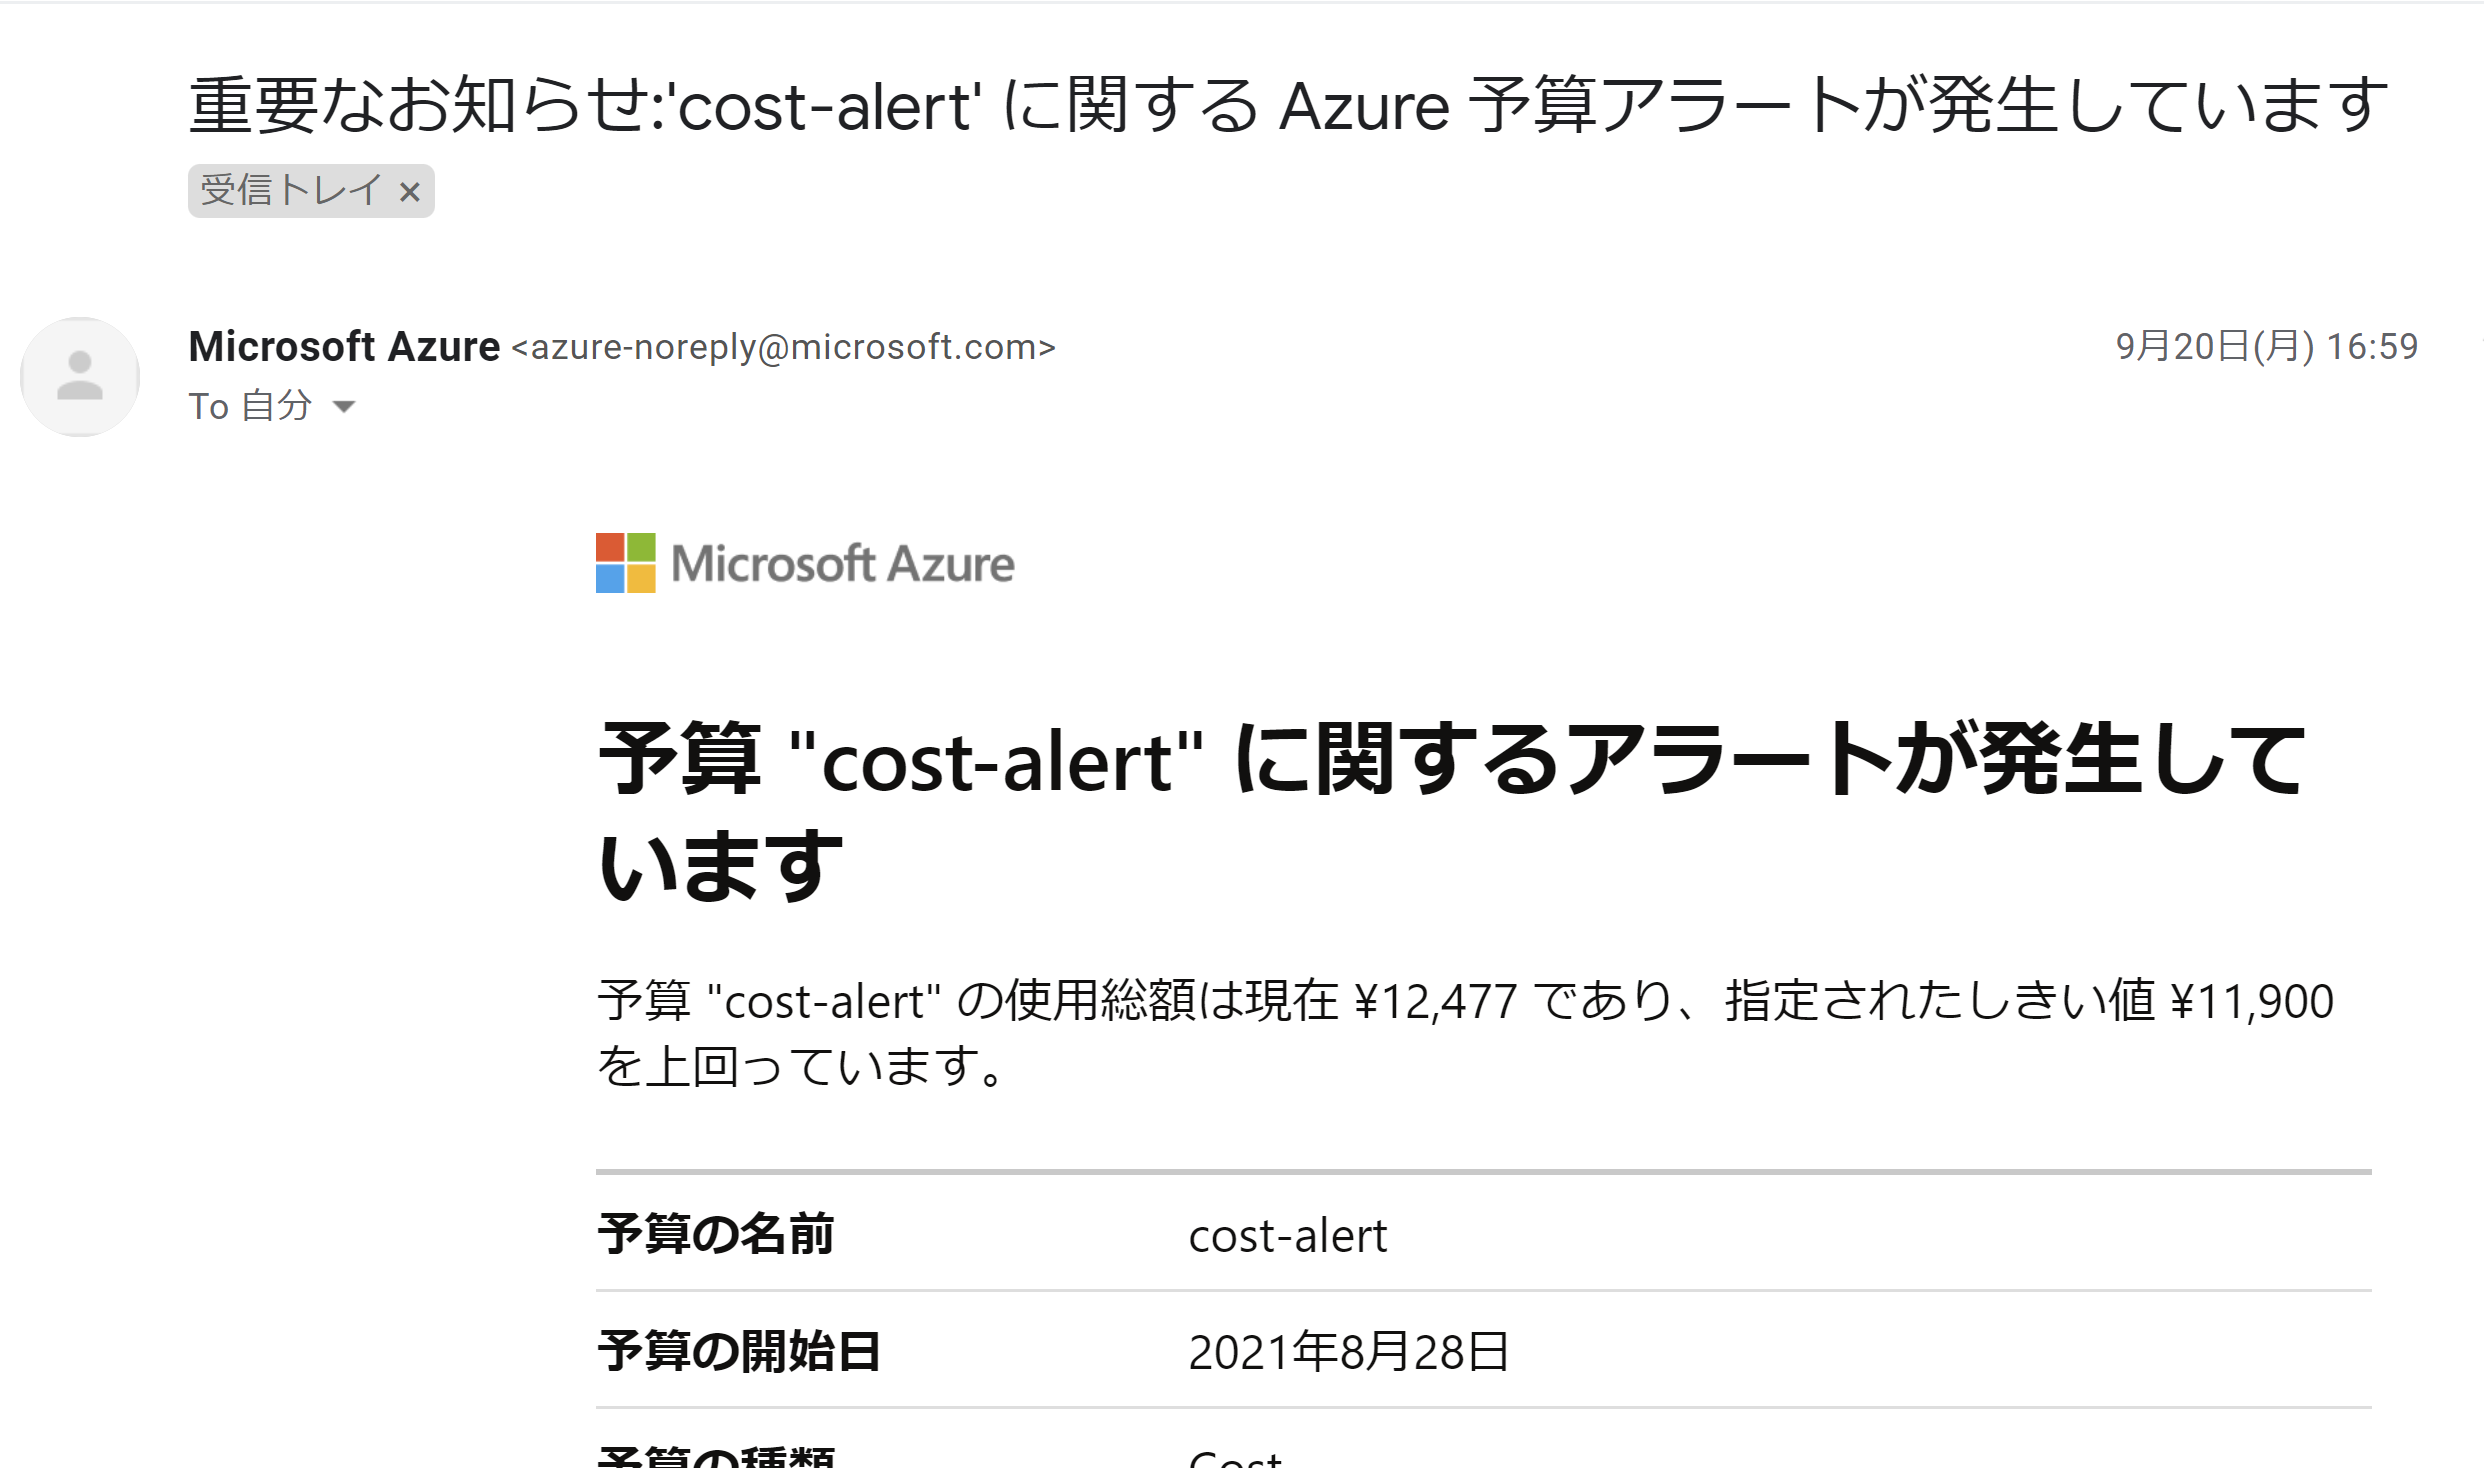 重要なお知らせ:'cost-alert' に関する Azure 予算アラートが発生しています
受信トレイ ×
Microsoft Azure <azure-noreply@microsoft.com>
9月20日(月) 16:59
To 自分
Microsoft Azure
予算 "cost-alert" に関するアラートが発生して
います
予算 "cost-alert" の使用総額は現在 ¥12,477 であり、指定されたしきい値 ¥11,900
を上回っています。
予算の名前 cost-alert
予算の開始日 2021年8月28日
予算の種類 Cost